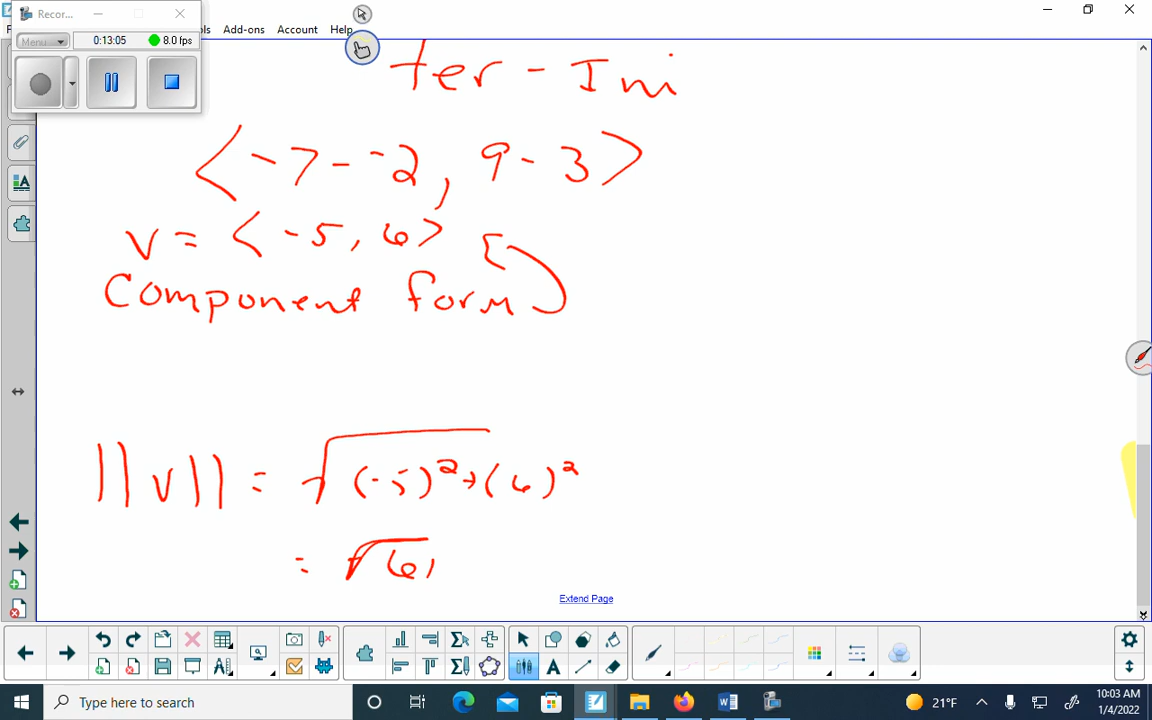 Recor...
Menu
0:13:05
8.0 fps
ols Add-ons Account Help
ter - Ini
< -7 - -2, 9 - 3 >
v = < -5, 6 >
Component form
||v|| = √(-5)²+(6)²
= √61
Extend Page
Type here to search
21°F
10:03 AM
1/4/2022